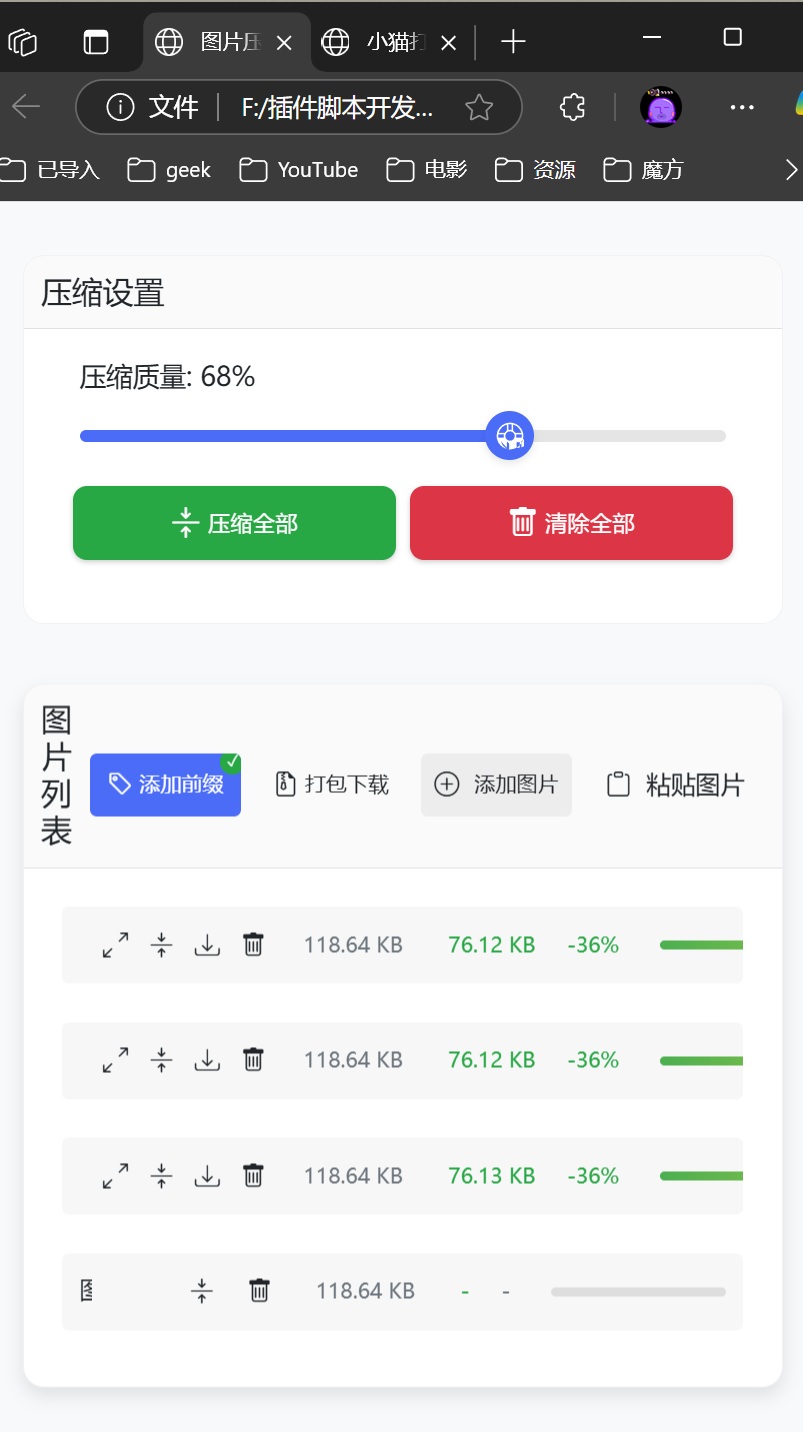 图片压
小猫打
文件
F:/插件脚本开发...
已导入
geek
YouTube
电影
资源
魔方
压缩设置
压缩质量: 68%
压缩全部
清除全部
图片列表
添加前缀
打包下载
添加图片
粘贴图片
118.64 KB 76.12 KB -36%
118.64 KB 76.12 KB -36%
118.64 KB 76.13 KB -36%
118.64 KB - -